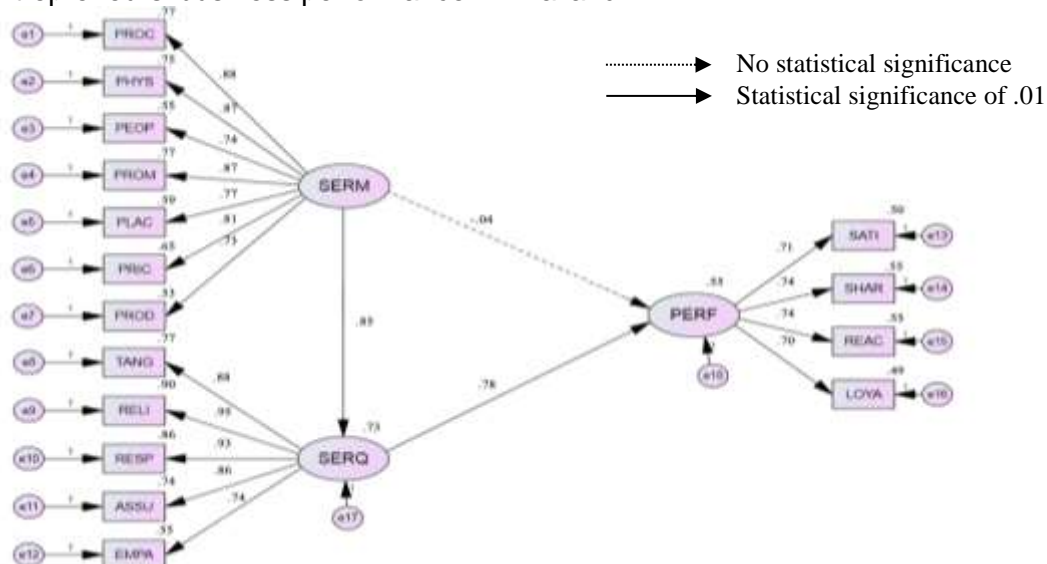 No statistical significance
Statistical significance of .01
.77
e1 PROC
.75
.88
e2 PHYS
.55
.87
e3 PEOP
.74
.77
e4 PROM
.87
.59
.77
e5 PLAC
.65
.81
e6 PRIC
.73
.53
e7 PROD
SERM
-.04
.85
.77
e8 TANG
.88
.90
e9 RELI
.95
.86
e10 RESP
.93
.74
e11 ASSU
.86
.55
e12 EMPA
.74
SERQ
.73
e17
.78
.53
PERF
e18
.50
.71
SATI e13
.55
.74
SHAR e14
.55
.74
REAC e15
.49
.70
LOYA e16